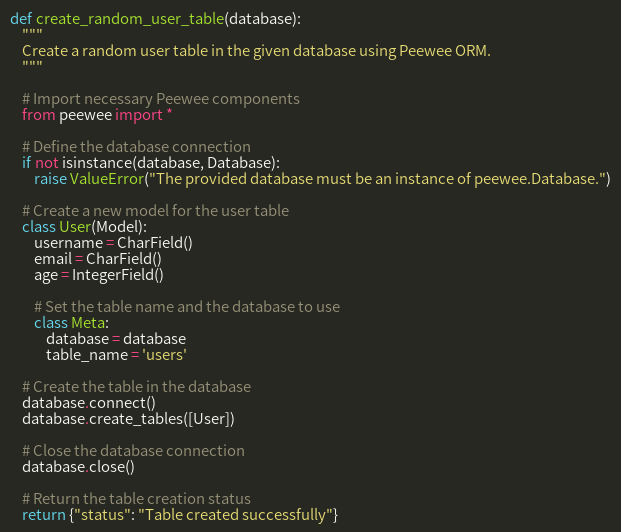 def create_random_user_table(database):
    """
    Create a random user table in the given database using Peewee ORM.
    """
    # Import necessary Peewee components
    from peewee import *
    # Define the database connection
    if not isinstance(database, Database):
        raise ValueError("The provided database must be an instance of peewee.Database.")
    # Create a new model for the user table
    class User(Model):
        username = CharField()
        email = CharField()
        age = IntegerField()
        # Set the table name and the database to use
        class Meta:
            database = database
            table_name = 'users'
    # Create the table in the database
    database.connect()
    database.create_tables([User])
    # Close the database connection
    database.close()
    # Return the table creation status
    return {"status": "Table created successfully"}